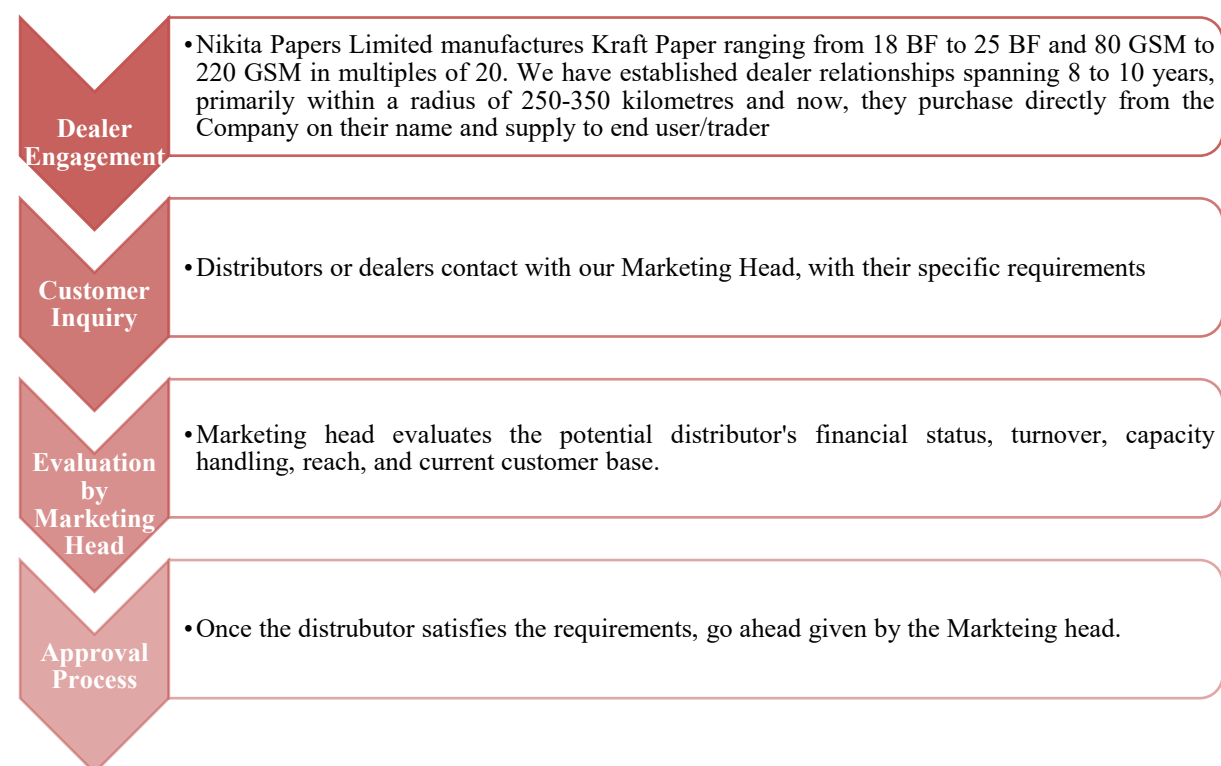 Dealer
Engagement
•Nikita Papers Limited manufactures Kraft Paper ranging from 18 BF to 25 BF and 80 GSM to
220 GSM in multiples of 20. We have established dealer relationships spanning 8 to 10 years,
primarily within a radius of 250-350 kilometres and now, they purchase directly from the
Company on their name and supply to end user/trader
Customer
Inquiry
•Distributors or dealers contact with our Marketing Head, with their specific requirements
Evaluation
by
Marketing
Head
•Marketing head evaluates the potential distributor's financial status, turnover, capacity
handling, reach, and current customer base.
Approval
Process
•Once the distrubutor satisfies the requirements, go ahead given by the Markteing head.